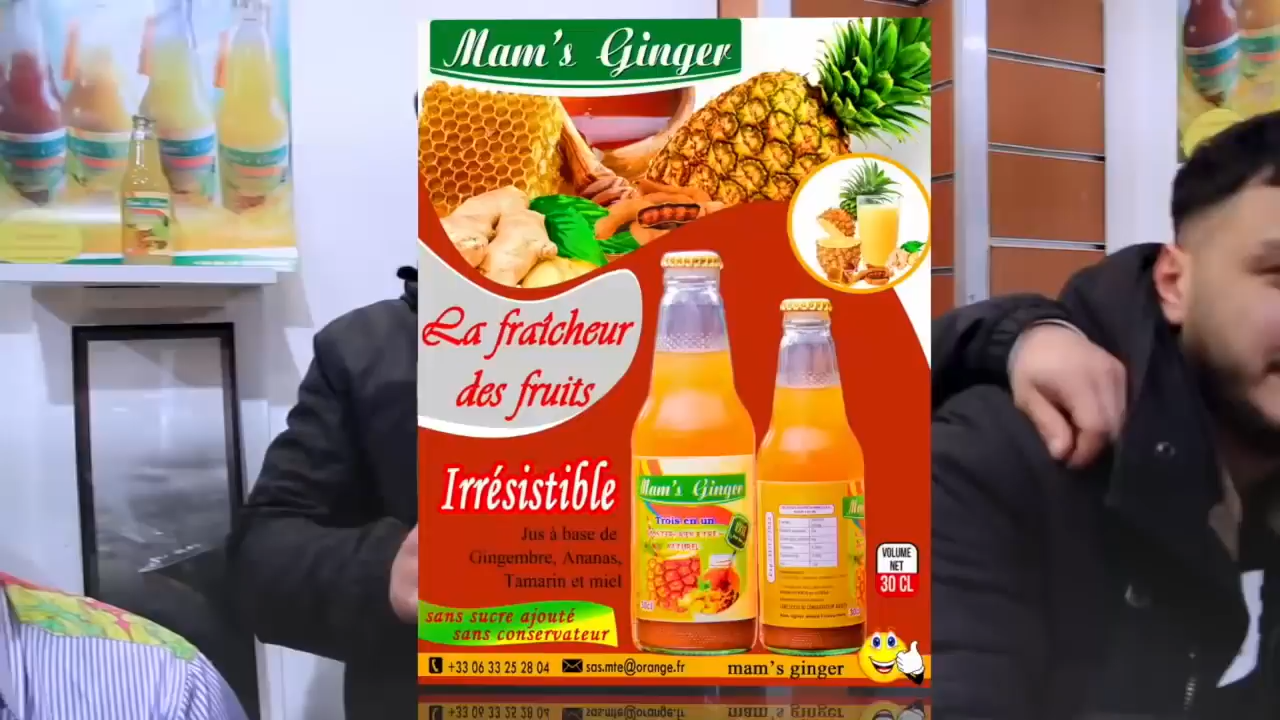 Mam's Ginger
La fraîcheur
des fruits
Irrésistible
Jus à base de
Gingembre, Ananas,
Tamarin et miel
sans sucre ajouté
sans conservateur
Mam's Ginger
Trois en un
30Cl
VOLUME
NET
30 CL
+33 06 33 25 28 04
sas.mte@orange.fr
mam's ginger